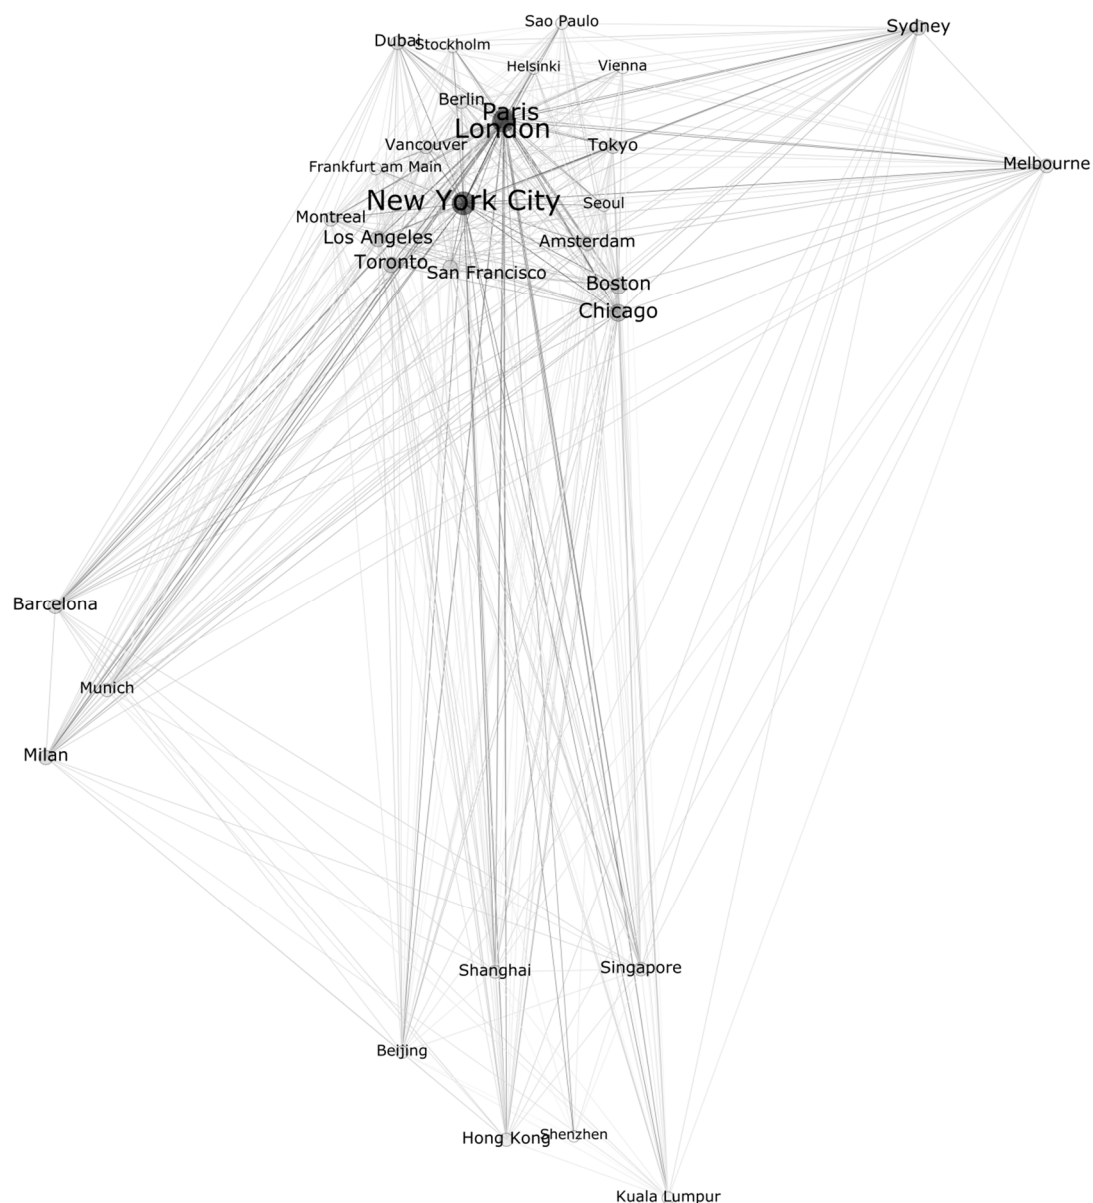 Sao Paulo
Sydney
Dubai
Stockholm
Helsinki
Vienna
Berlin
Paris
London
Vancouver
Tokyo
Melbourne
Frankfurt am Main
New York City
Seoul
Montreal
Los Angeles
Amsterdam
Toronto
San Francisco
Boston
Chicago
Barcelona
Munich
Milan
Shanghai
Singapore
Beijing
Hong Kong
Shenzhen
Kuala Lumpur